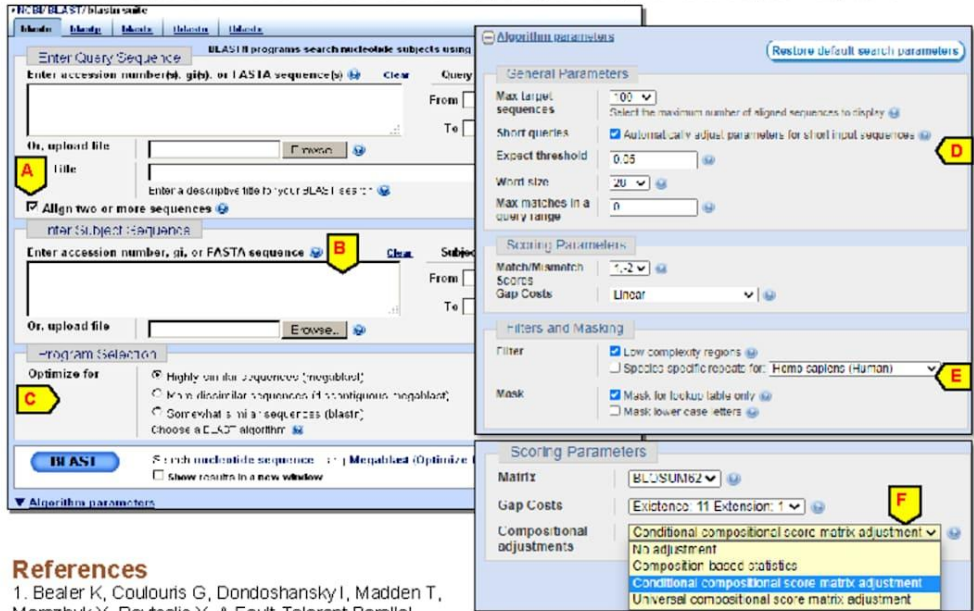 NCBI/BLAST/blastn suite
blastn blastp blastx tblastn tblastx
BLASTN programs search nucleotide subjects using
Enter Query Sequence
Enter accession number(s), gi(s), or FASTA sequence(s) Clear Query
From
To
Or, upload file Browse...
A Title
Enter a descriptive title for your BLAST search
Align two or more sequences
Enter Subject Sequence
Enter accession number, gi, or FASTA sequence B Clear Subjec
From
To
Or, upload file Browse...
Program Selection
Optimize for
C
Highly similar sequences (megablast)
More dissimilar sequences (discontiguous megablast)
Somewhat similar sequences (blastn)
Choose a BLAST algorithm
BLAST
Search nucleotide sequence using Megablast (Optimize
Show results in a new window
Algorithm parameters
Algorithm parameters
Restore default search parameters
General Parameters
Max target sequences 100
Select the maximum number of aligned sequences to display
Short queries Automatically adjust parameters for short input sequences
D
Expect threshold 0.05
Word size 28
Max matches in a query range 0
Scoring Parameters
Match/Mismatch Scores 1,-2
Gap Costs Linear
Filters and Masking
Filter Low complexity regions
Species-specific repeats for: Homo sapiens (Human)
E
Mask Mask for lookup table only
Mask lower case letters
Scoring Parameters
Matrix BLOSUM62
Gap Costs Existence: 11 Extension: 1
F
Compositional adjustments Conditional compositional score matrix adjustment
No adjustment
Composition-based statistics
Conditional compositional score matrix adjustment
Universal compositional score matrix adjustment
References
1. Bealer K, Coulouris G, Dondoshansky I, Madden T,